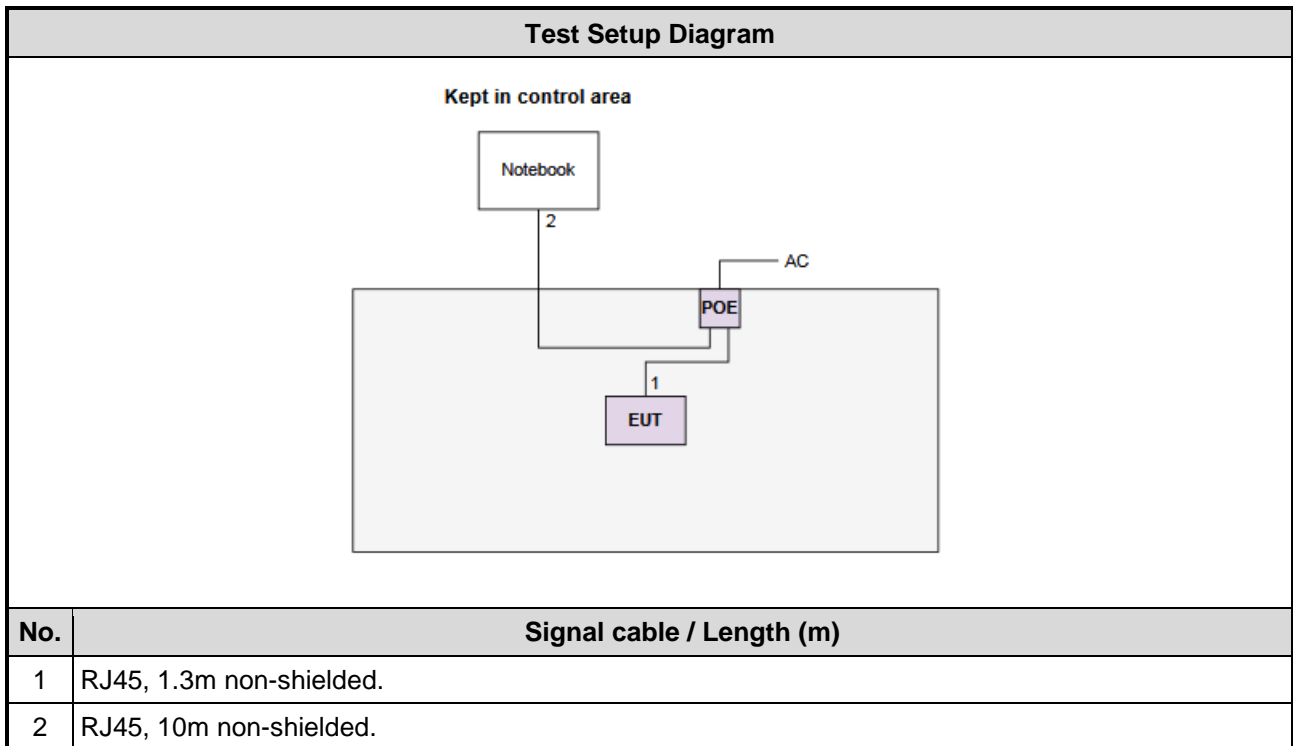 Test Setup Diagram
Kept in control area
Notebook
2
AC
POE
1
EUT
No. Signal cable / Length (m)
1 RJ45, 1.3m non-shielded.
2 RJ45, 10m non-shielded.